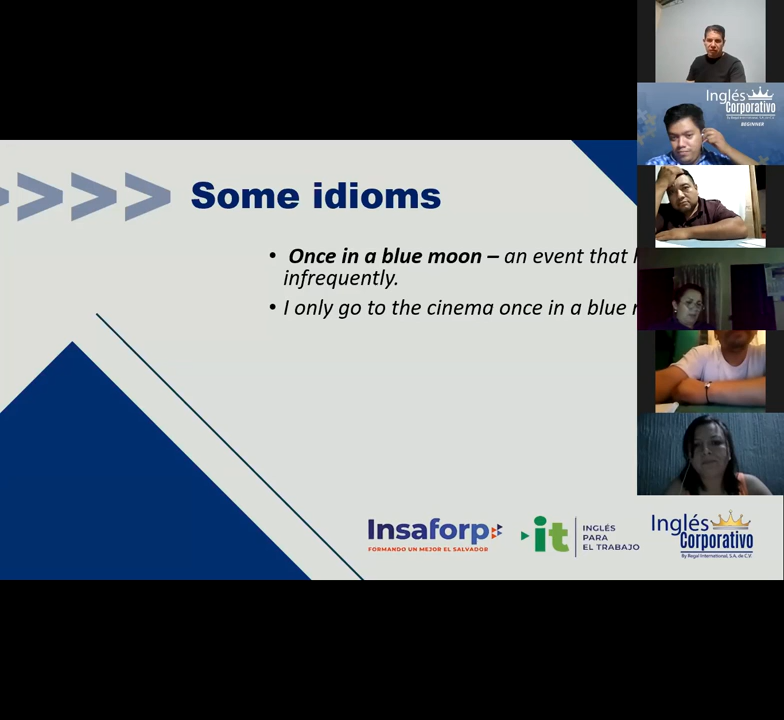 Some idioms
• Once in a blue moon – an event that
infrequently.
• I only go to the cinema once in a blue
Inglés
Corporativo
BEGINNER
Insaforp
FORMANDO UN MEJOR EL SALVADOR
it
INGLÉS
PARA
EL TRABAJO
Inglés
Corporativo
By Regal International, S.A. de C.V.